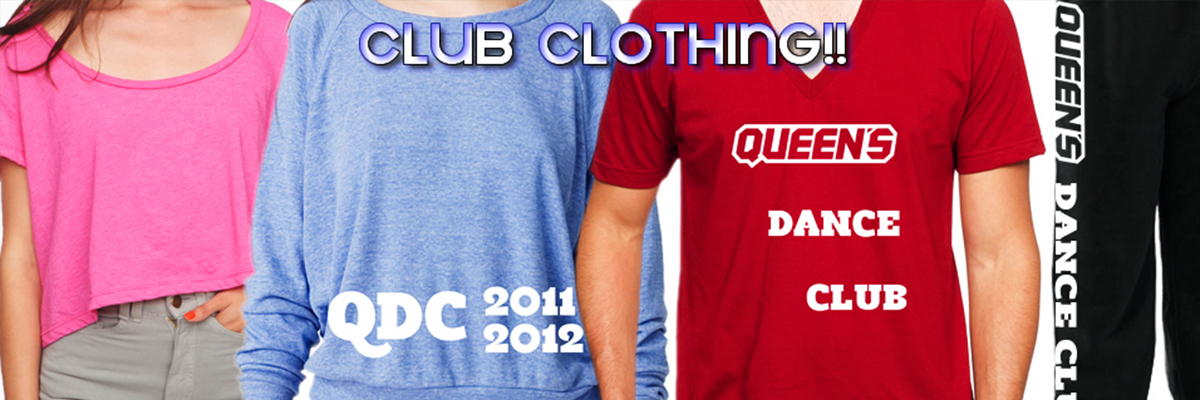 CLUB CLOTHING!!
QDC 2011
2012
QUEEN'S
DANCE
CLUB
QUEEN'S DANCE CLU